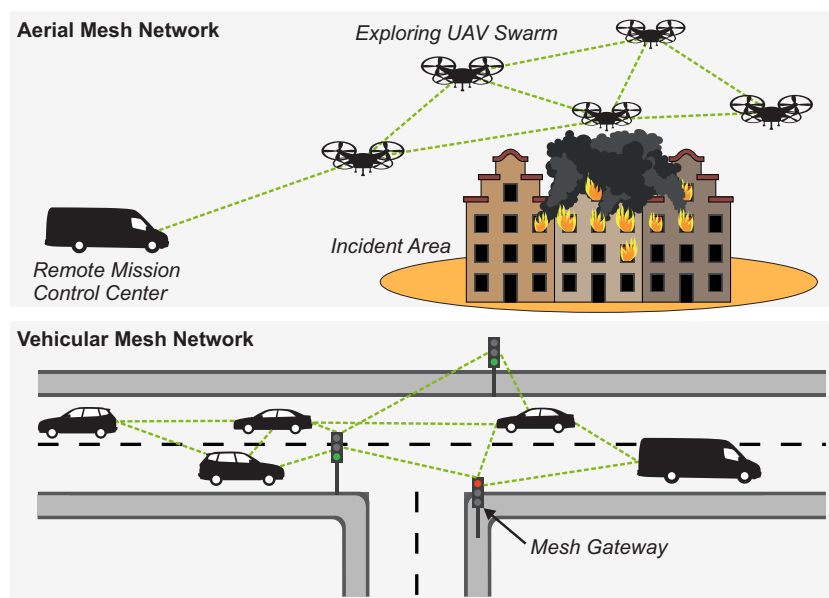 Aerial Mesh Network
Exploring UAV Swarm
Incident Area
Remote Mission
Control Center
Vehicular Mesh Network
Mesh Gateway